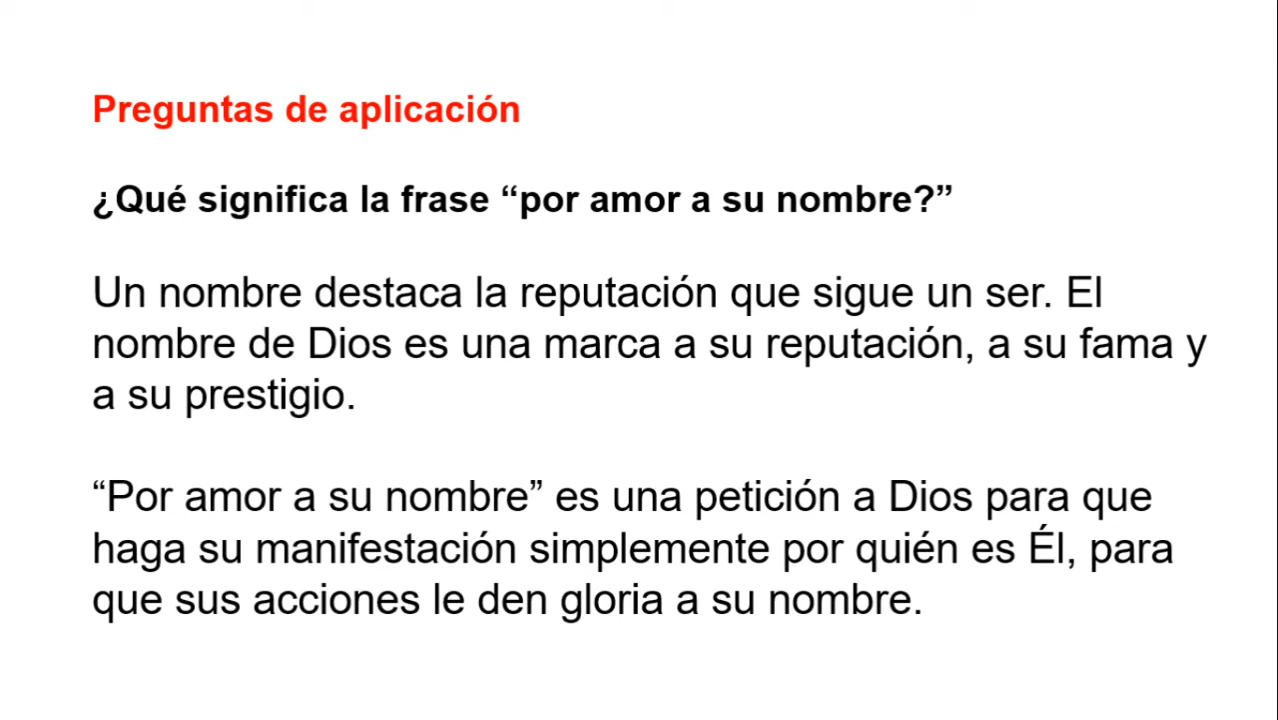 Preguntas de aplicación
¿Qué significa la frase “por amor a su nombre?”
Un nombre destaca la reputación que sigue un ser. El
nombre de Dios es una marca a su reputación, a su fama y
a su prestigio.
“Por amor a su nombre” es una petición a Dios para que
haga su manifestación simplemente por quién es Él, para
que sus acciones le den gloria a su nombre.